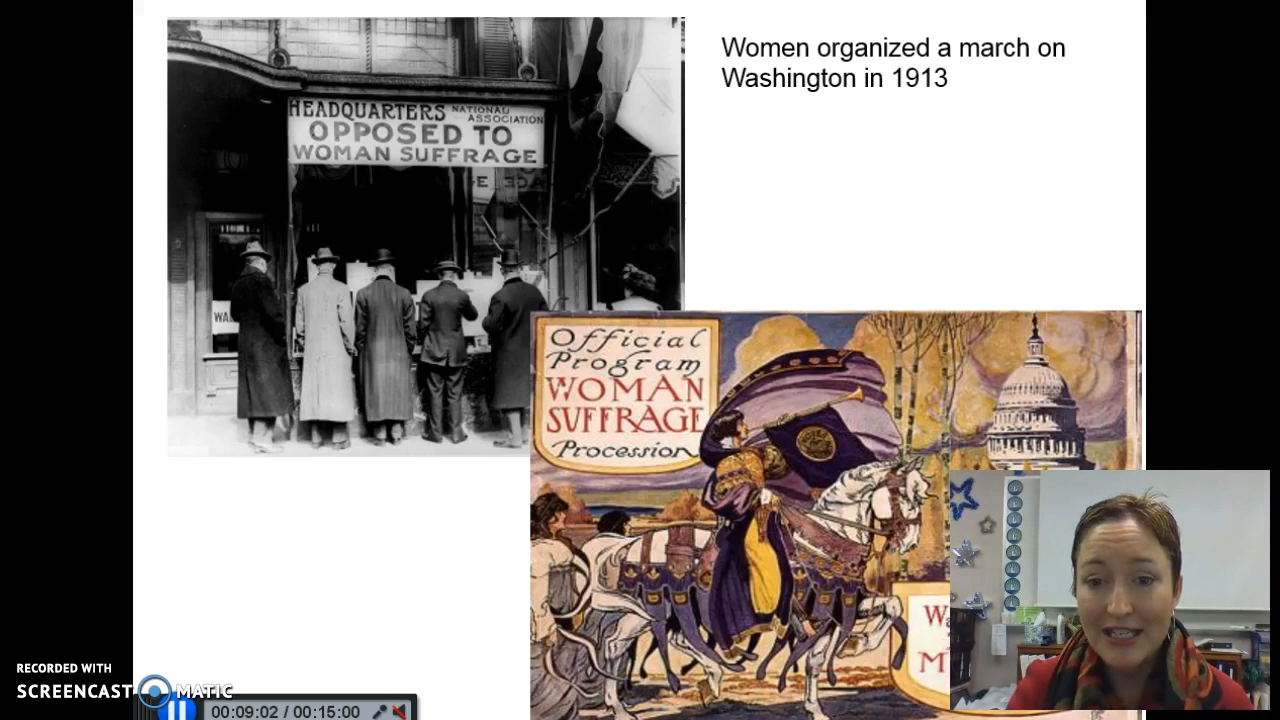 Women organized a march on
Washington in 1913
HEADQUARTERS NATIONAL
ASSOCIATION
OPPOSED TO
WOMAN SUFFRAGE
Official
Program
WOMAN
SUFFRAGE
Procession
RECORDED WITH
SCREENCAST MATIC
00:09:02 / 00:15:00